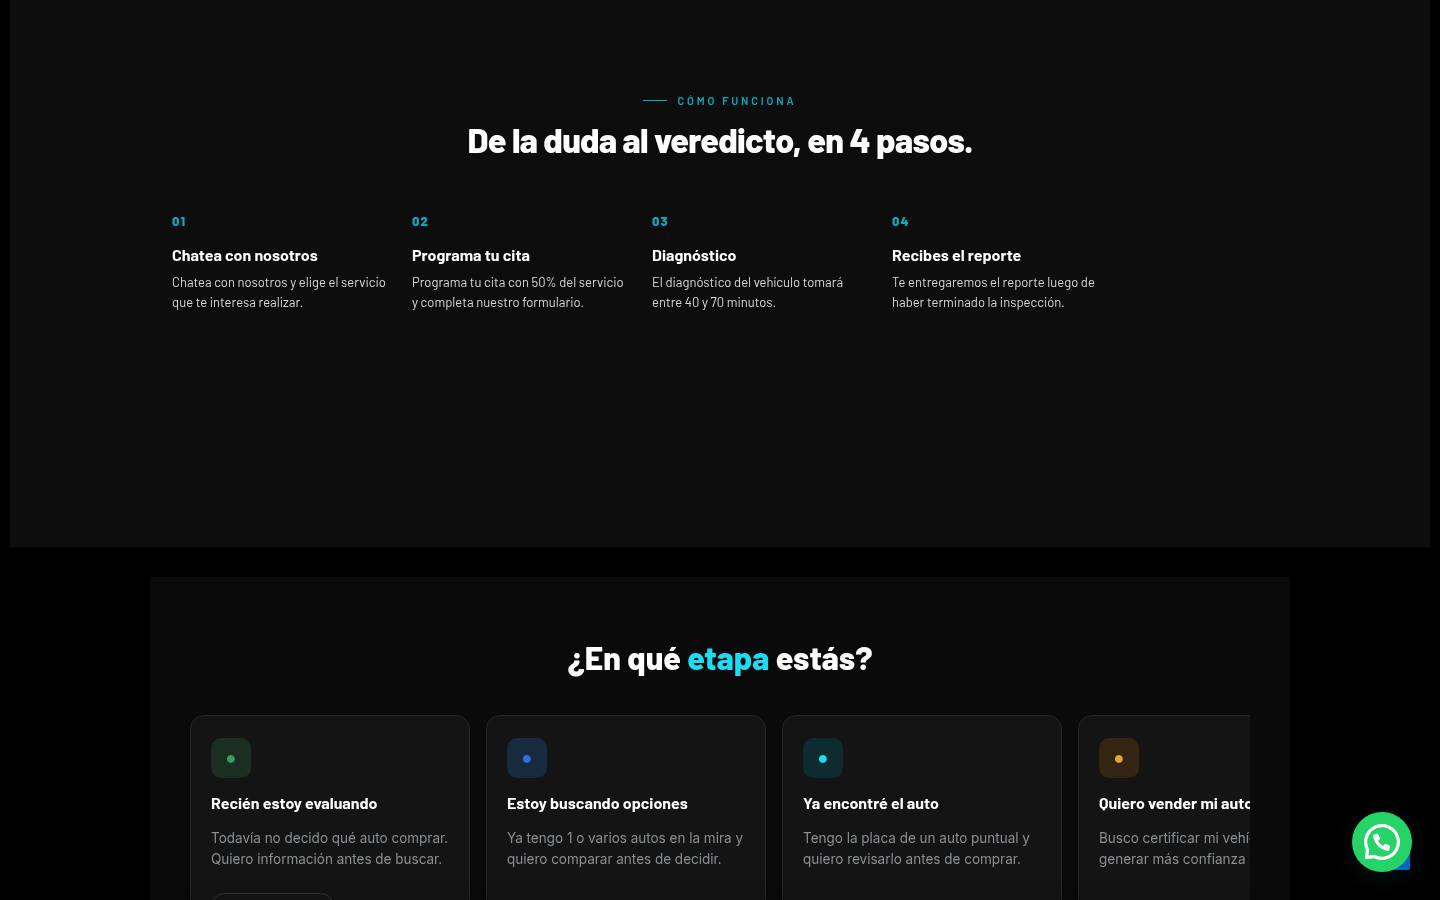 CÓMO FUNCIONA
De la duda al veredicto, en 4 pasos.
01
Chatea con nosotros
Chatea con nosotros y elige el servicio
que te interesa realizar.
02
Programa tu cita
Programa tu cita con 50% del servicio
y completa nuestro formulario.
03
Diagnóstico
El diagnóstico del vehículo tomará
entre 40 y 70 minutos.
04
Recibes el reporte
Te entregaremos el reporte luego de
haber terminado la inspección.
¿En qué etapa estás?
Recién estoy evaluando
Todavía no decido qué auto comprar.
Quiero información antes de buscar.
Estoy buscando opciones
Ya tengo 1 o varios autos en la mira y
quiero comparar antes de decidir.
Ya encontré el auto
Tengo la placa de un auto puntual y
quiero revisarlo antes de comprar.
Quiero vender mi auto
Busco certificar mi
generar más confianza